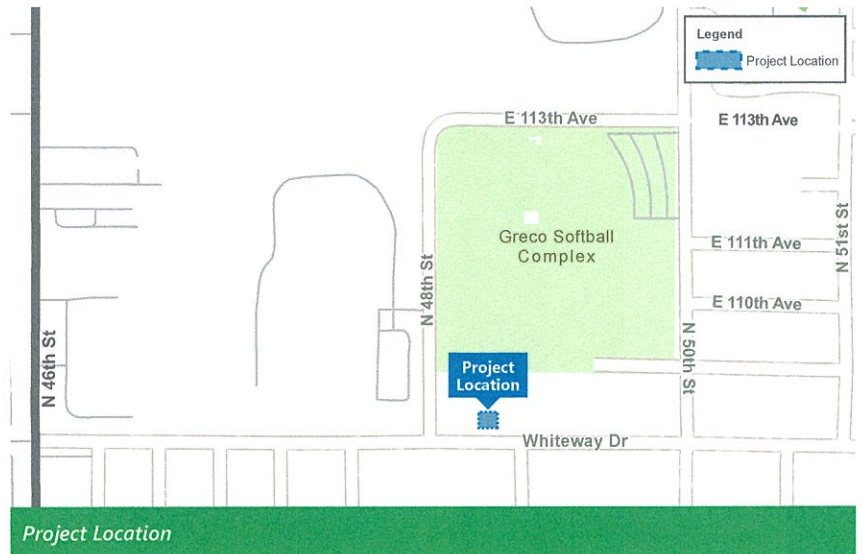 Legend
Project Location
E 113th Ave
E 113th Ave
Greco Softball
Complex
E 111th Ave
N 51st St
N 48th St
E 110th Ave
N 46th St
N 50th St
Project
Location
Whiteway Dr
Project Location